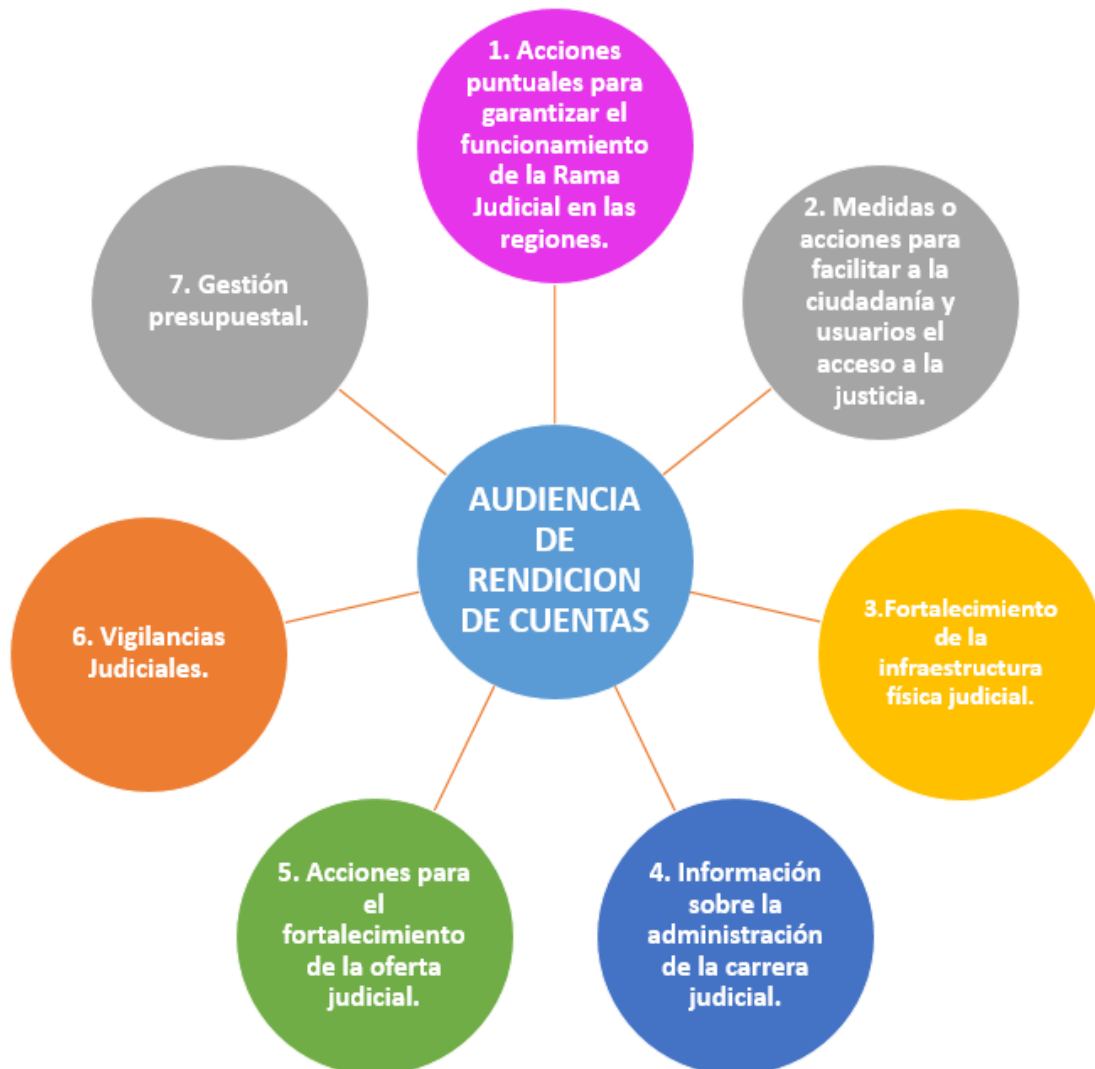 1. Acciones
puntuales para
garantizar el
funcionamiento
de la Rama
Judicial en las
regiones.
2. Medidas o
acciones para
facilitar a la
ciudadanía y
usuarios el
acceso a la
justicia.
7. Gestión
presupuestal.
AUDIENCIA
DE
RENDICION
DE CUENTAS
3.Fortalecimiento
de la
infraestructura
física judicial.
6. Vigilancias
Judiciales.
5. Acciones para
el
fortalecimiento
de la oferta
judicial.
4. Información
sobre la
administración
de la carrera
judicial.